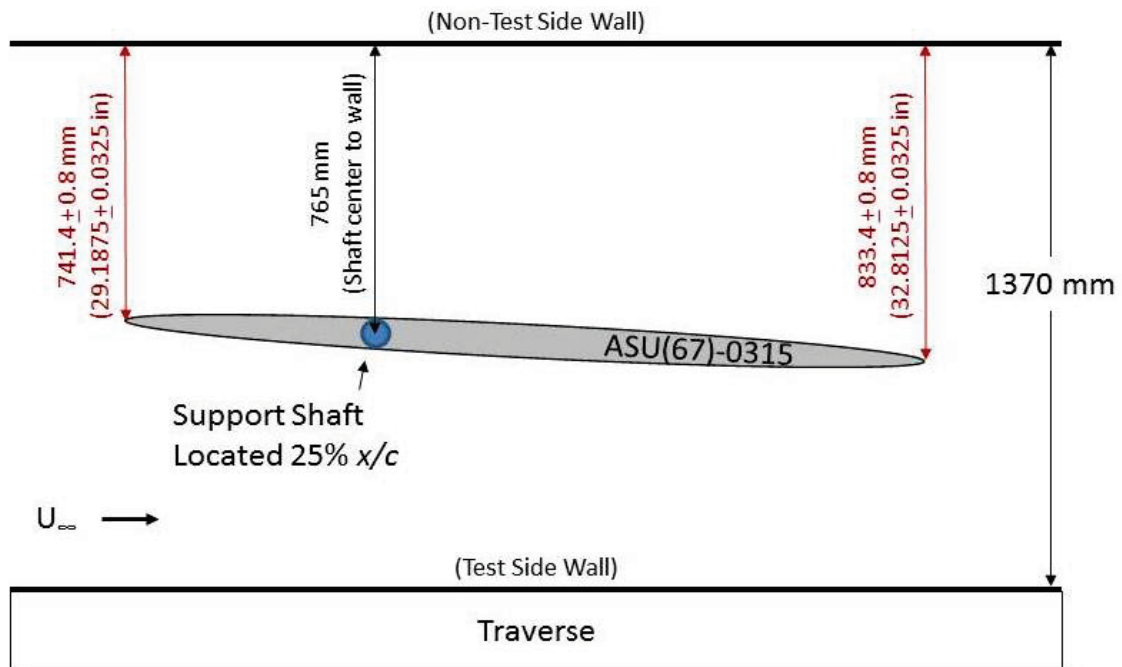 (Non-Test Side Wall)
741.4±0.8 mm
(29.1875±0.0325 in)
765 mm
(Shaft center to wall)
833.4±0.8 mm
(32.8125±0.0325 in)
1370 mm
ASU(67)-0315
Support Shaft
Located 25% x/c
U∞
(Test Side Wall)
Traverse